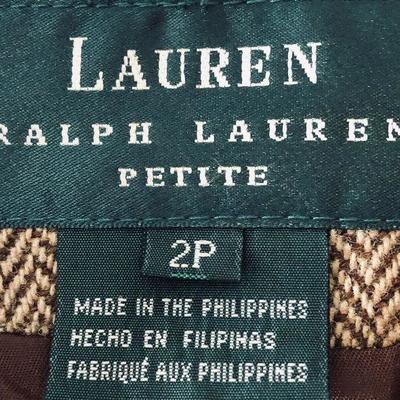 LAUREN
RALPH LAUREN
PETITE
2P
MADE IN THE PHILIPPINES
HECHO EN FILIPINAS
FABRIQUÉ AUX PHILIPPINES